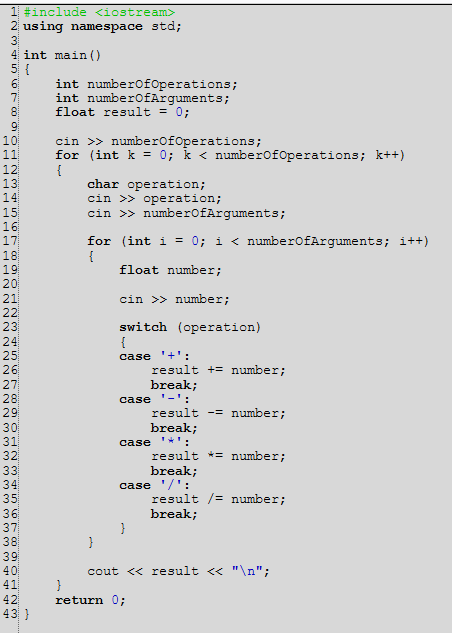 1 #include <iostream>
2 using namespace std;
3
4 int main()
5 {
6     int numberOfOperations;
7     int numberOfArguments;
8     float result = 0;
9
10     cin >> numberOfOperations;
11     for (int k = 0; k < numberOfOperations; k++)
12     {
13         char operation;
14         cin >> operation;
15         cin >> numberOfArguments;
16
17         for (int i = 0; i < numberOfArguments; i++)
18         {
19             float number;
20
21             cin >> number;
22
23             switch (operation)
24             {
25             case '+':
26                 result += number;
27                 break;
28             case '-':
29                 result -= number;
30                 break;
31             case '*':
32                 result *= number;
33                 break;
34             case '/':
35                 result /= number;
36                 break;
37             }
38         }
39
40         cout << result << "\n";
41     }
42     return 0;
43 }